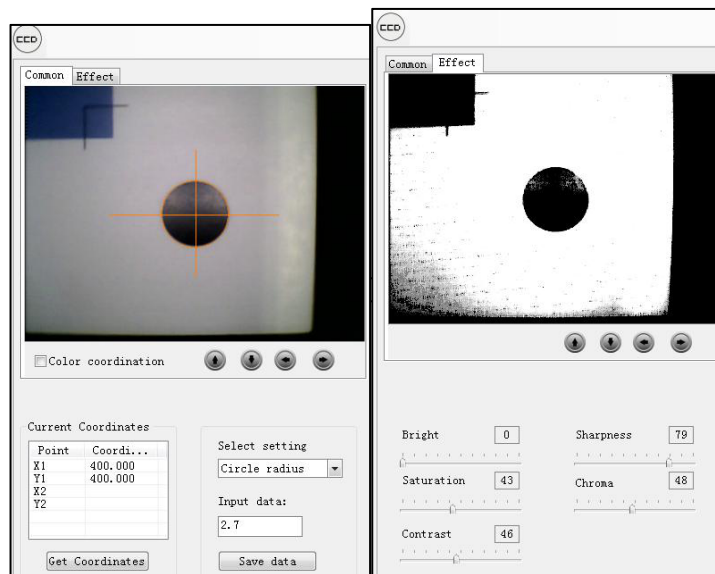 CCD
Common Effect
Color coordination
Current Coordinates
Point Coordi...
X1 400.000
Y1 400.000
X2
Y2
Get Coordinates
Select setting
Circle radius
Input data:
2.7
Save data
CCD
Common Effect
Bright 0
Sharpness 79
Saturation 43
Chroma 48
Contrast 46